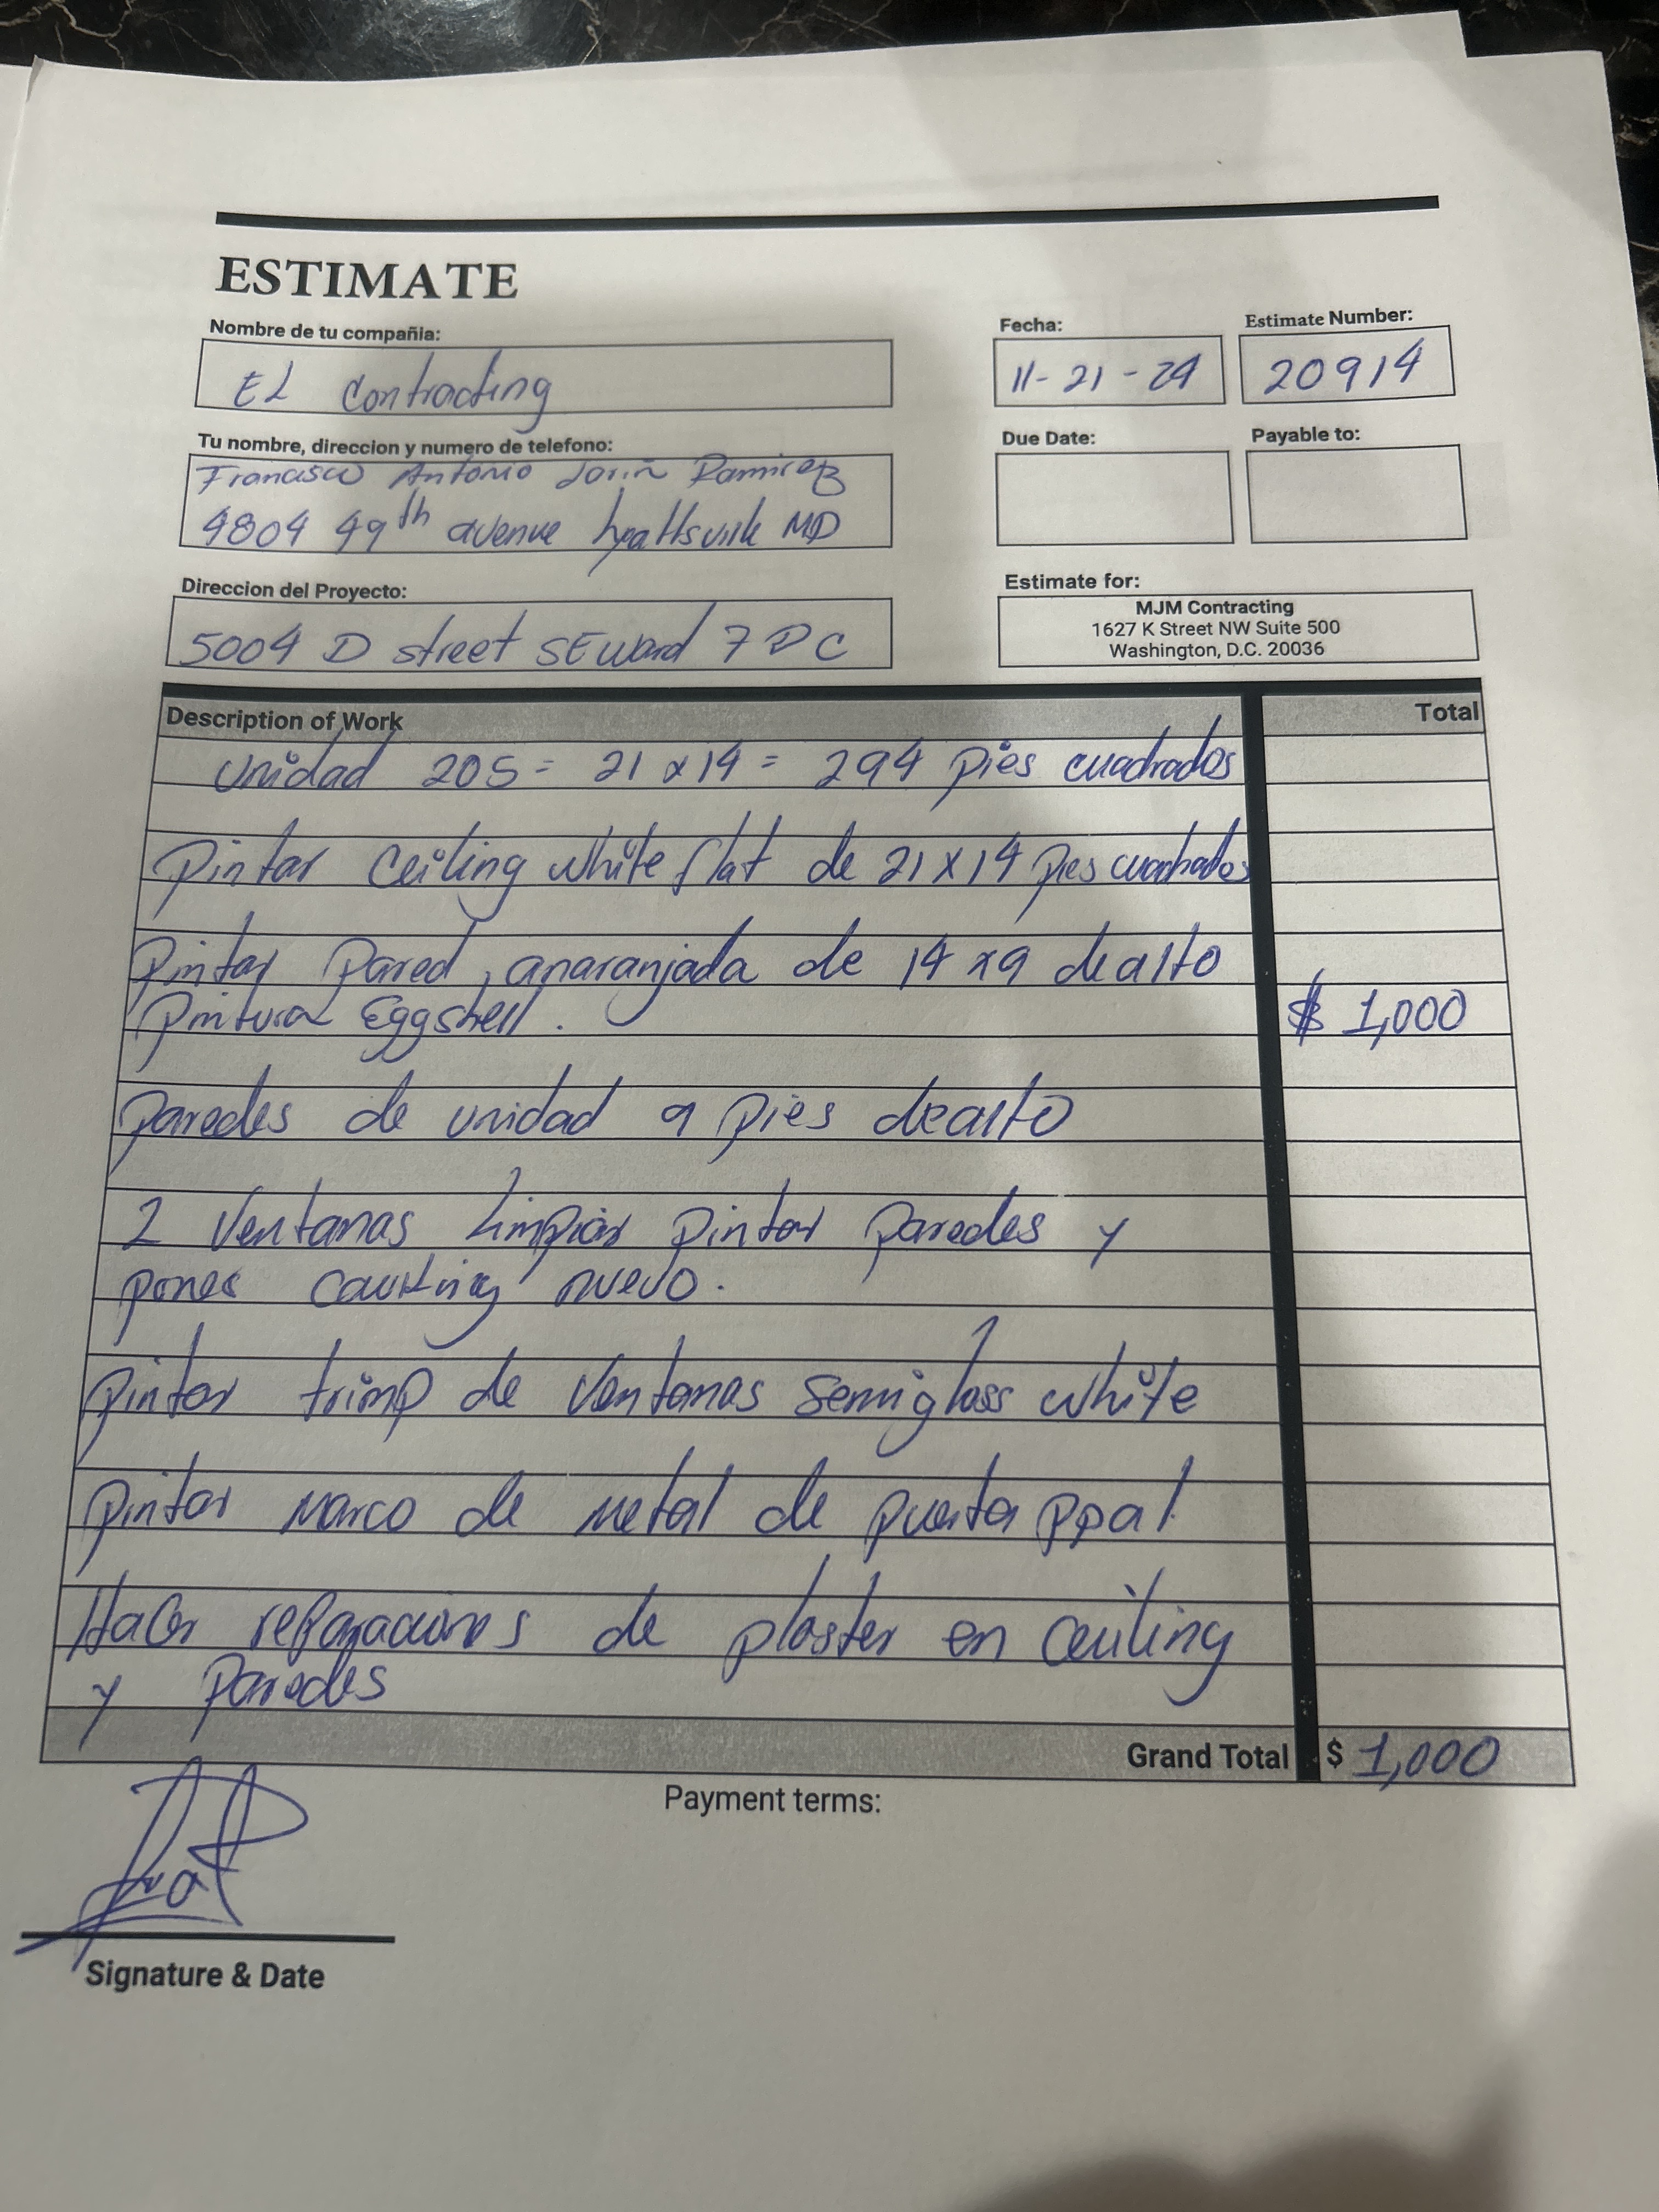 ESTIMATE
Nombre de tu compañia:
EL Contracting
Fecha:
11-21-24
Estimate Number:
20914
Tu nombre, direccion y numero de telefono:
Francisco Antonio Ramirez
4804 49th avenue hyattsville MD
Due Date:
Payable to:
Direccion del Proyecto:
5004 D street SE Ward 7 DC
Estimate for:
MJM Contracting
1627 K Street NW Suite 500
Washington, D.C. 20036
Description of Work
Total
unidad 205 = 21 x 14 = 294 pies cuadrados
pintar ceiling white flat de 21 x 14 pies cuadrados
pintar pared, anaranjada de 14 x 9 de alto
pintura Eggshell.
$ 1,000
paredes de unidad 9 pies de alto
2 ventanas Limpiar pintar paredes y
poner caulking nuevo.
pintar trimp de ventanas semigloss white
pintar marco de metal de puerta ppal.
Hacer reparaciones de plaster en ceiling
y paredes
Grand Total $ 1,000
Payment terms:
Signature & Date